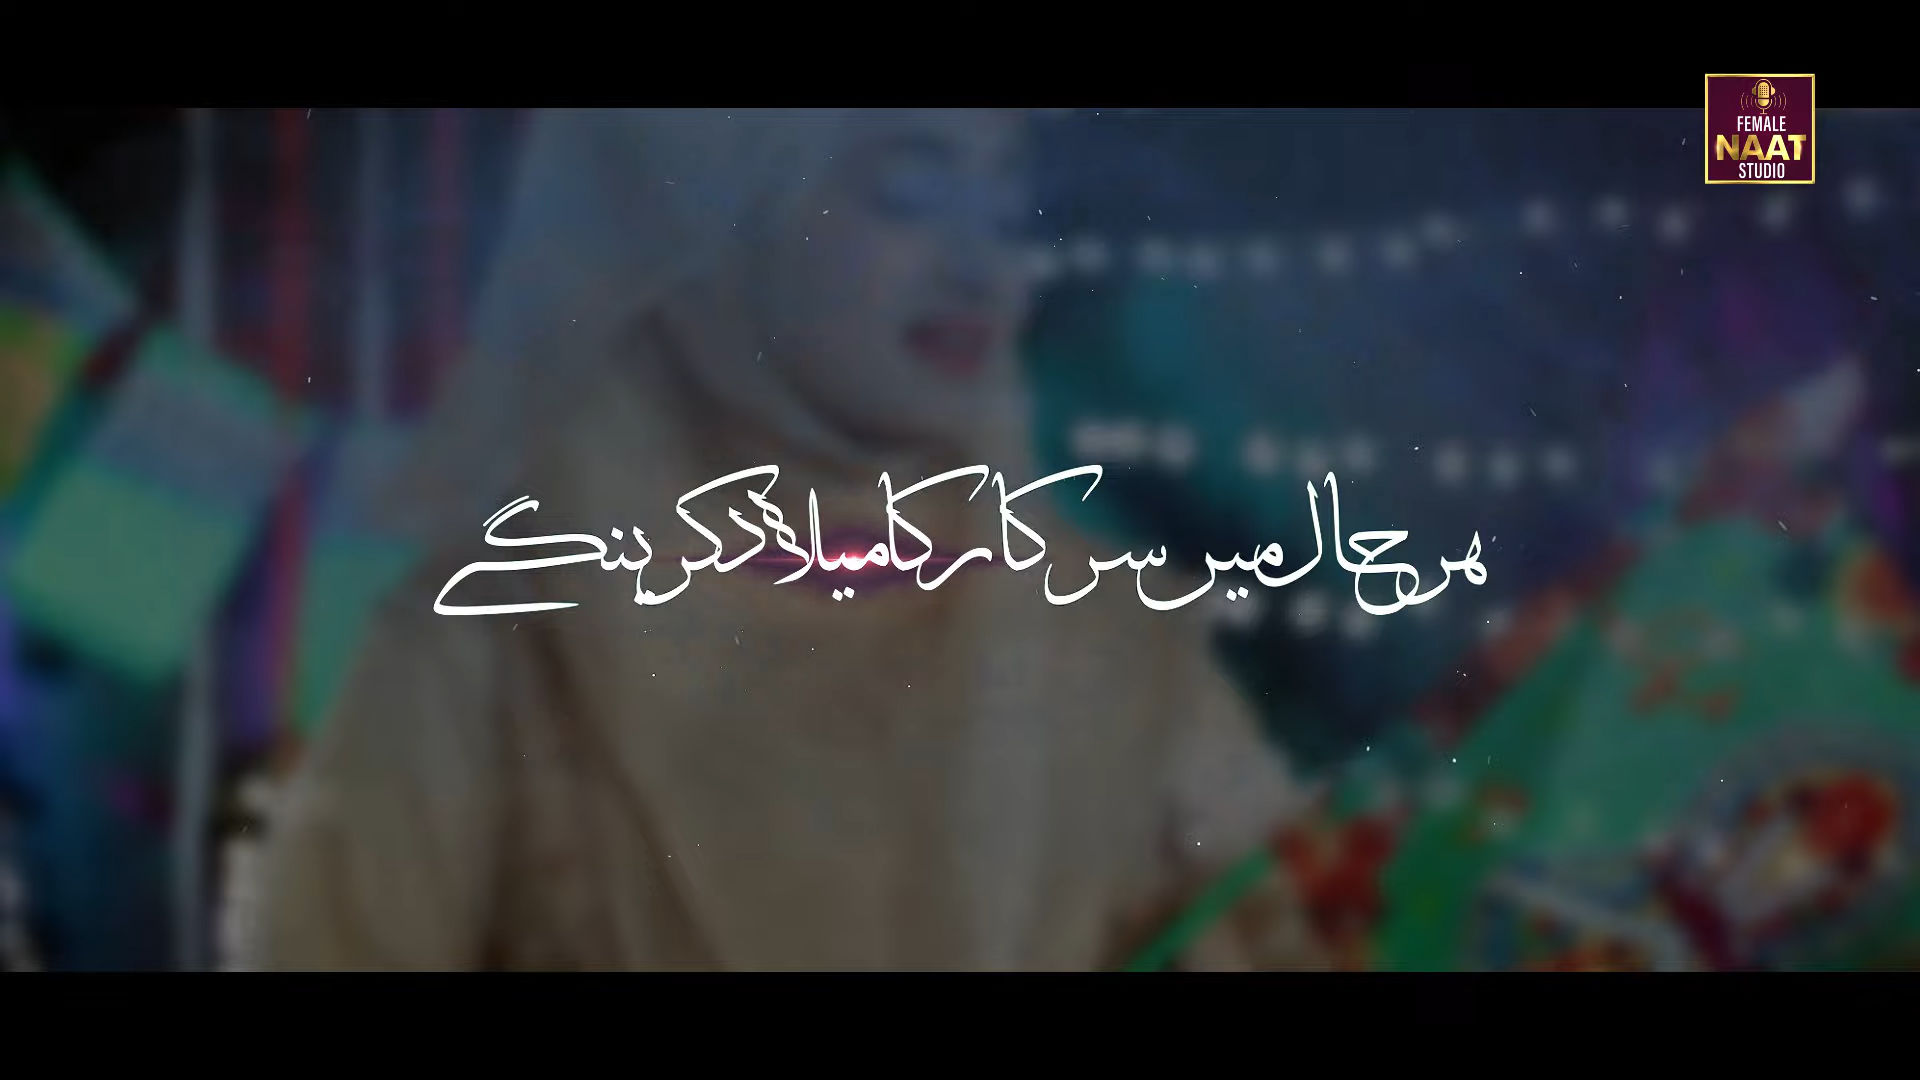 FEMALE
NAAT
STUDIO
ہر حال میں سرکار کا میلاد کرینگے